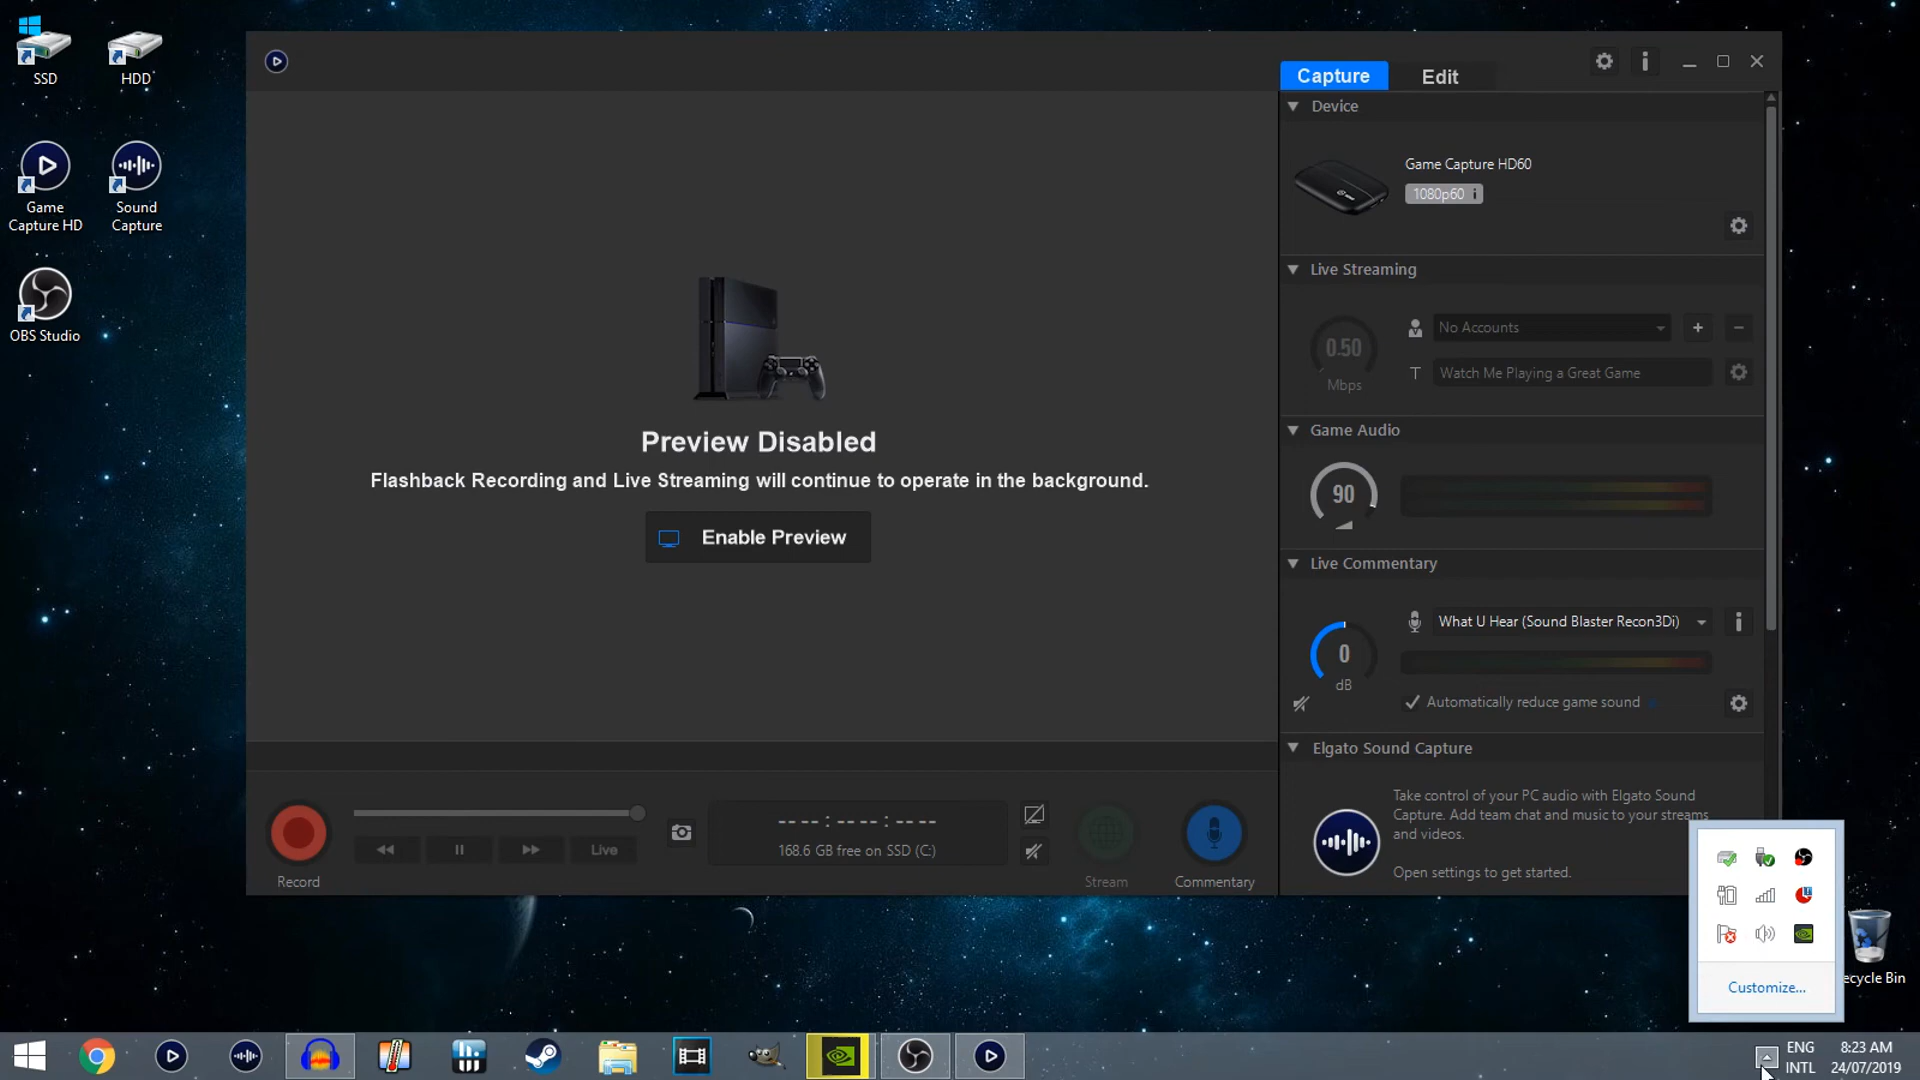 SSD
HDD
Game
Capture HD
Sound
Capture
OBS Studio
Capture
Edit
Device
Game Capture HD60
1080p60 i
Live Streaming
0.50
Mbps
No Accounts
T
Watch Me Playing a Great Game
Game Audio
90
Live Commentary
What U Hear (Sound Blaster Recon3Di)
0
dB
Automatically reduce game sound
Elgato Sound Capture
Take control of your PC audio with Elgato Sound
Capture. Add team chat and music to your streams
and videos.
Open settings to get started.
Preview Disabled
Flashback Recording and Live Streaming will continue to operate in the background.
Enable Preview
Record
Live
-- -- : -- -- : -- --
168.6 GB free on SSD (C:)
Stream
Commentary
Customize...
ecycle Bin
ENG
INTL
8:23 AM
24/07/2019